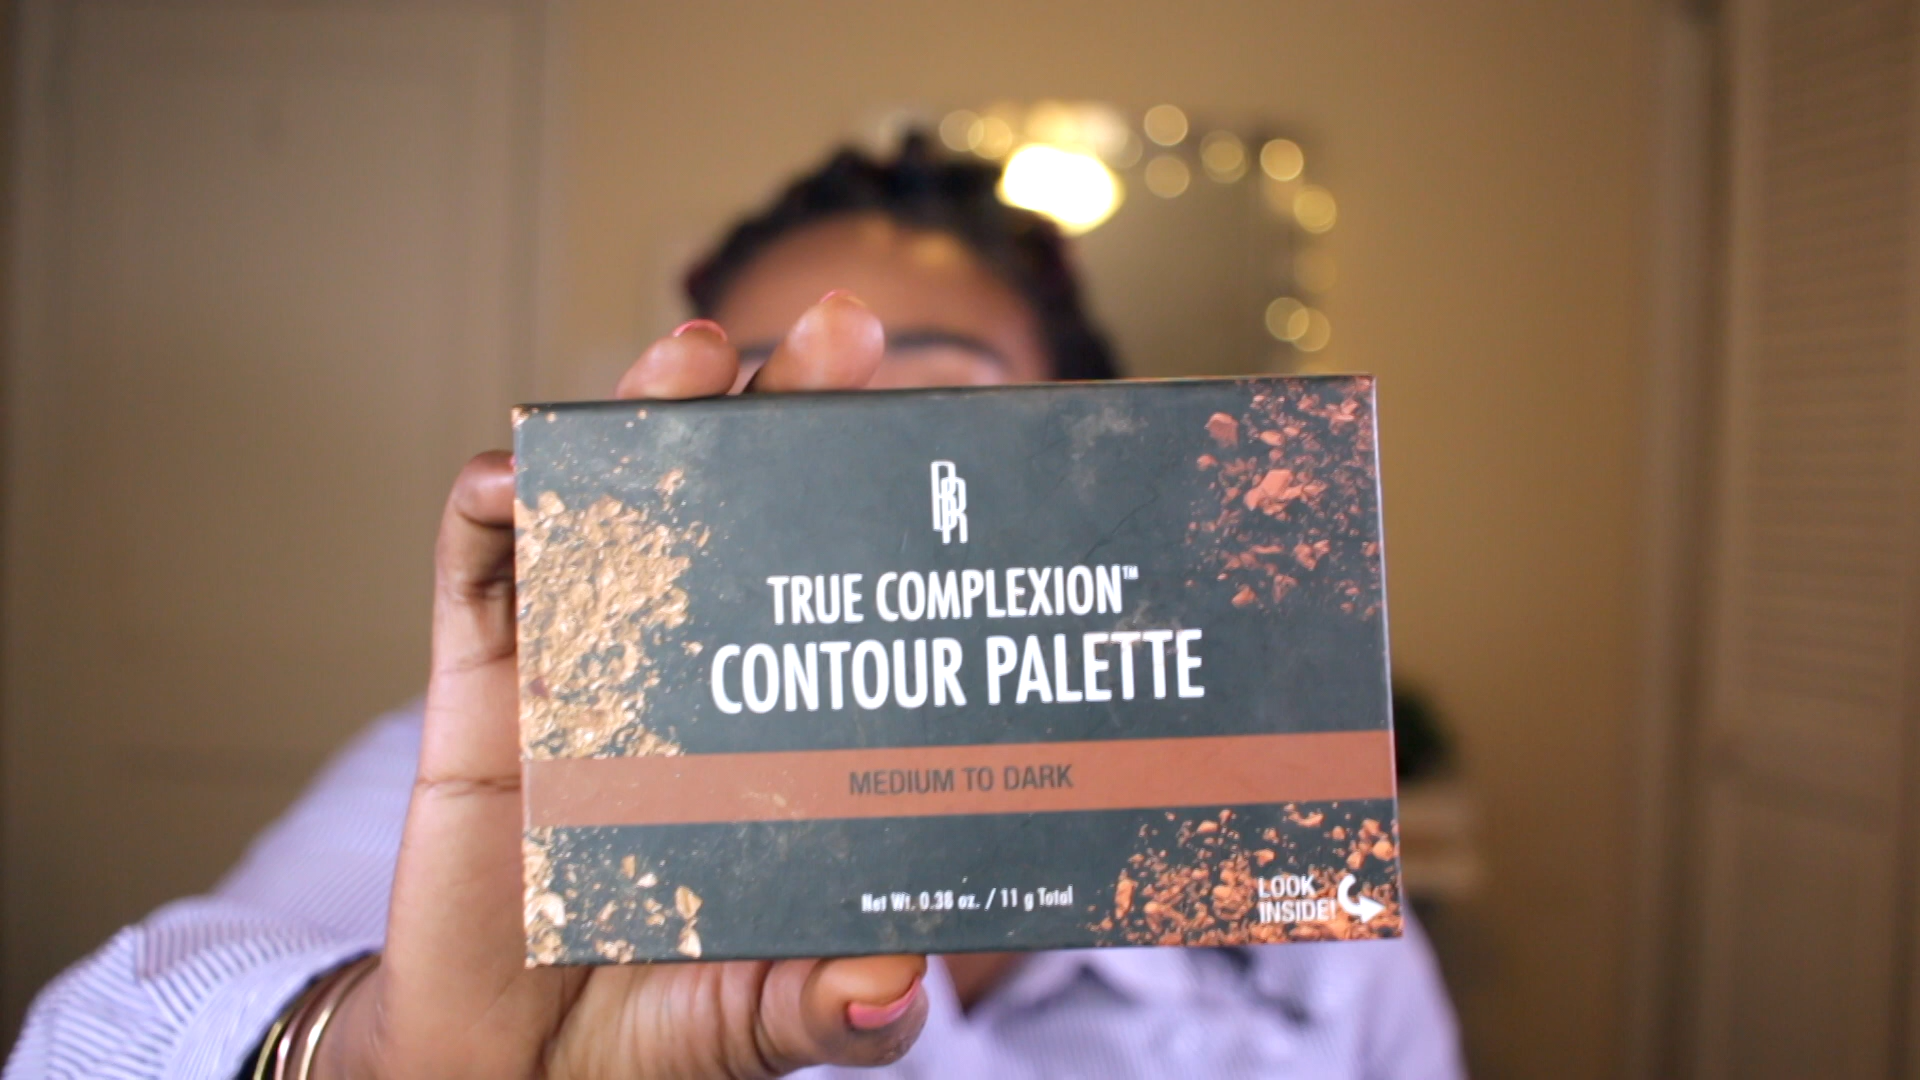 BR
TRUE COMPLEXION™
CONTOUR PALETTE
MEDIUM TO DARK
Net Wt. 0.38 oz. / 11 g Total
LOOK
INSIDE!